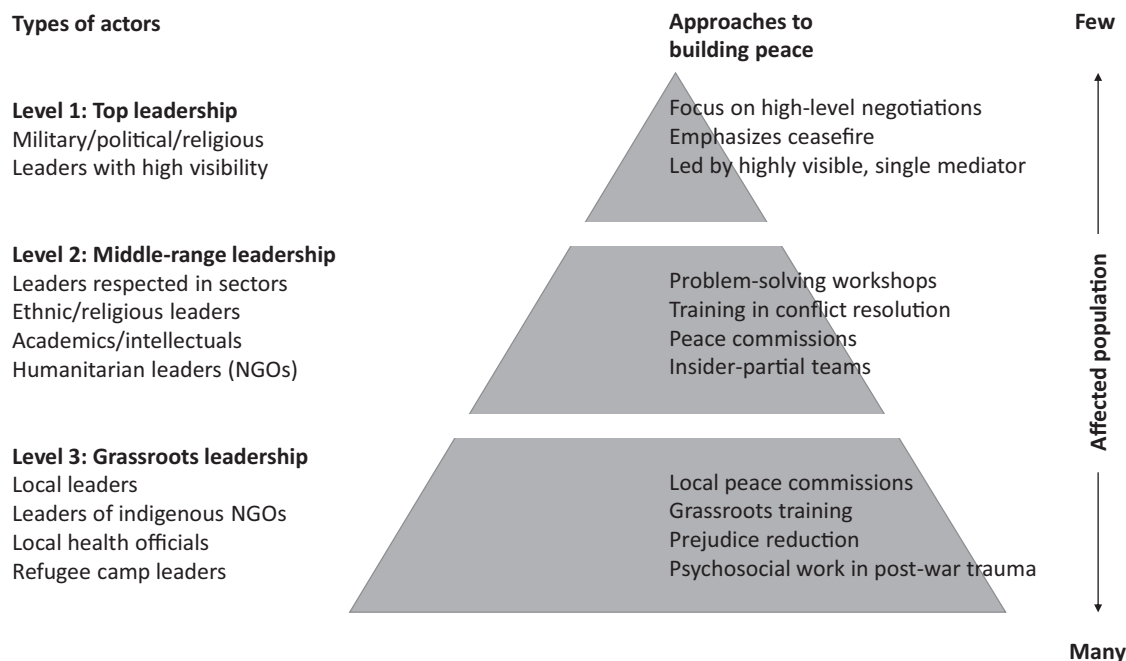 Types of actors
Approaches to
building peace
Few
Level 1: Top leadership
Military/political/religious
Leaders with high visibility
Focus on high-level negotiations
Emphasizes ceasefire
Led by highly visible, single mediator
Level 2: Middle-range leadership
Leaders respected in sectors
Ethnic/religious leaders
Academics/intellectuals
Humanitarian leaders (NGOs)
Problem-solving workshops
Training in conflict resolution
Peace commissions
Insider-partial teams
Affected population
Level 3: Grassroots leadership
Local leaders
Leaders of indigenous NGOs
Local health officials
Refugee camp leaders
Local peace commissions
Grassroots training
Prejudice reduction
Psychosocial work in post-war trauma
Many